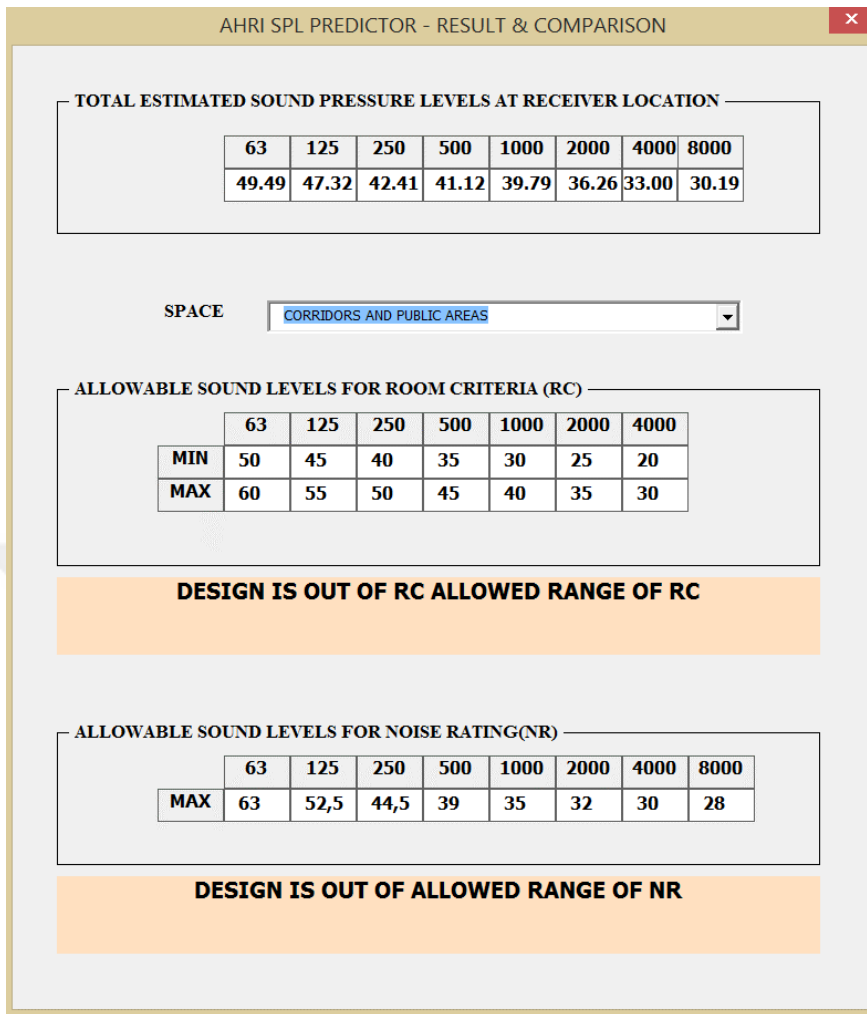 AHRI SPL PREDICTOR - RESULT & COMPARISON
TOTAL ESTIMATED SOUND PRESSURE LEVELS AT RECEIVER LOCATION
63 125 250 500 1000 2000 4000 8000
49.49 47.32 42.41 41.12 39.79 36.26 33.00 30.19
SPACE CORRIDORS AND PUBLIC AREAS
ALLOWABLE SOUND LEVELS FOR ROOM CRITERIA (RC)
63 125 250 500 1000 2000 4000
MIN 50 45 40 35 30 25 20
MAX 60 55 50 45 40 35 30
DESIGN IS OUT OF RC ALLOWED RANGE OF RC
ALLOWABLE SOUND LEVELS FOR NOISE RATING(NR)
63 125 250 500 1000 2000 4000 8000
MAX 63 52,5 44,5 39 35 32 30 28
DESIGN IS OUT OF ALLOWED RANGE OF NR